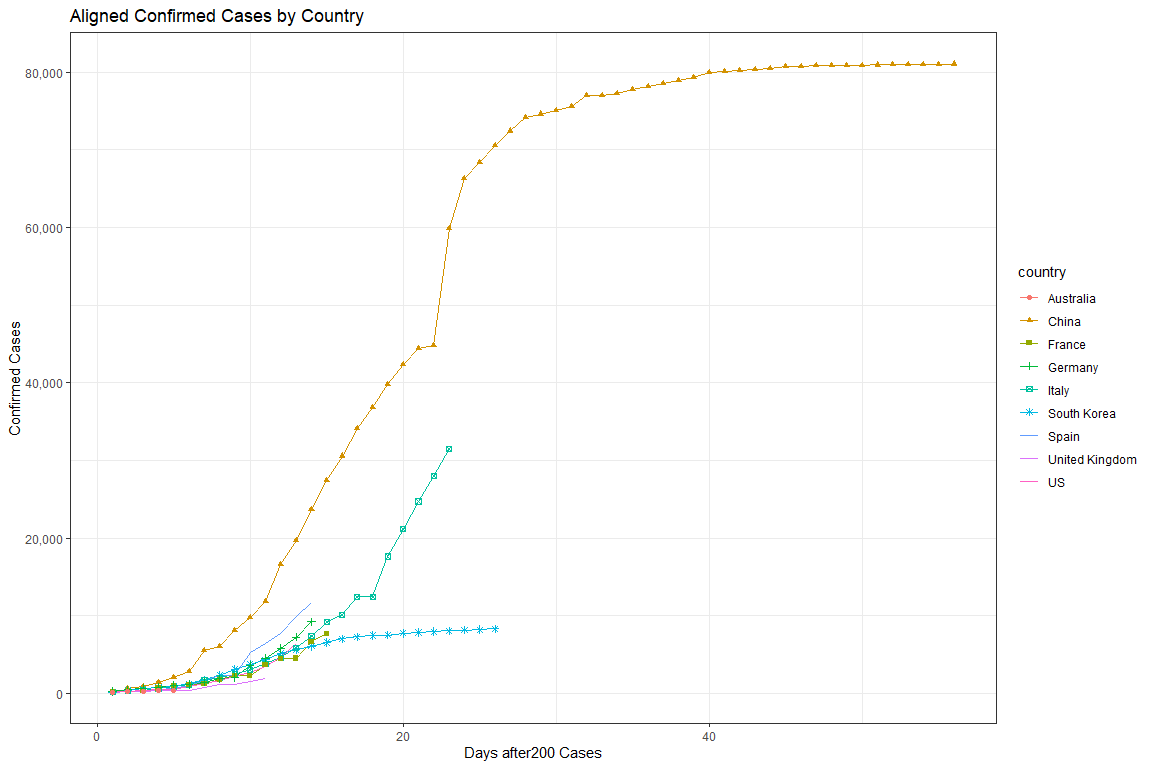 Aligned Confirmed Cases by Country
80,000
60,000
40,000
20,000
0
Confirmed Cases
0
20
40
Days after200 Cases
country
Australia
China
France
Germany
Italy
South Korea
Spain
United Kingdom
US